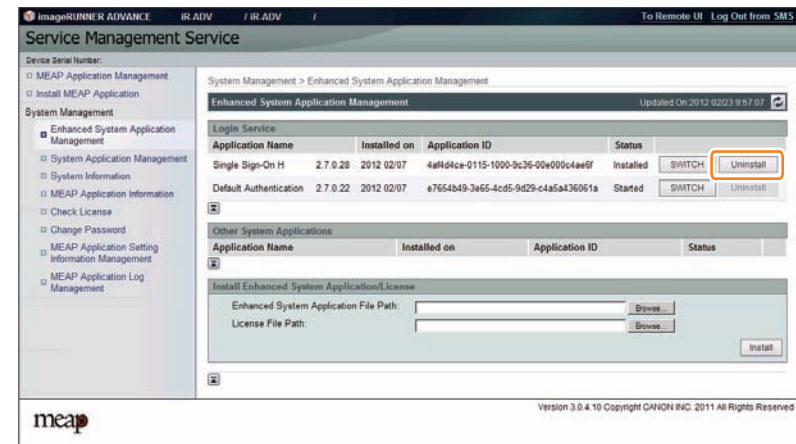 imageRUNNER ADVANCE iR ADV / iR ADV / To Remote UI Log Out from SMS
Service Management Service
Device Serial Number:
MEAP Application Management
Install MEAP Application
System Management
Enhanced System Application
Management
System Application Management
System Information
MEAP Application Information
Check License
Change Password
MEAP Application Setting
Information Management
MEAP Application Log
Management
System Management > Enhanced System Application Management
Enhanced System Application Management Updated On:2012 02/23 9:57:07
Login Service
Application Name Installed on Application ID Status
Single Sign-On H 2.7.0.28 2012 02/07 4af4d4ce-0115-1000-9c36-00e000c4ae6f Installed SWITCH Uninstall
Default Authentication 2.7.0.22 2012 02/07 e7654b49-3e65-4cd5-9d29-c4a5a436061a Started SWITCH Uninstall
Other System Applications
Application Name Installed on Application ID Status
Install Enhanced System Application/License
Enhanced System Application File Path: Browse...
License File Path: Browse...
Install
Version 3.0.4.10 Copyright CANON INC. 2011 All Rights Reserved
meap